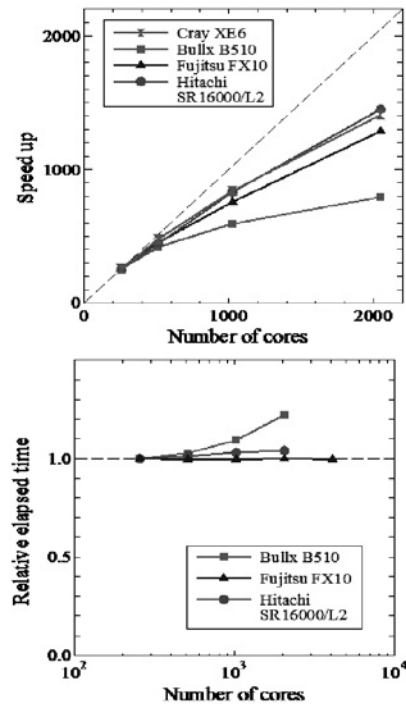 2000
1000
0
Speed up
Cray XE6
Bullx B510
Fujitsu FX10
Hitachi
SR16000/L2
0
1000
2000
Number of cores
1.0
0.5
0.0
Relative elapsed time
Bullx B510
Fujitsu FX10
Hitachi
SR16000/L2
10²
10³
10⁴
Number of cores